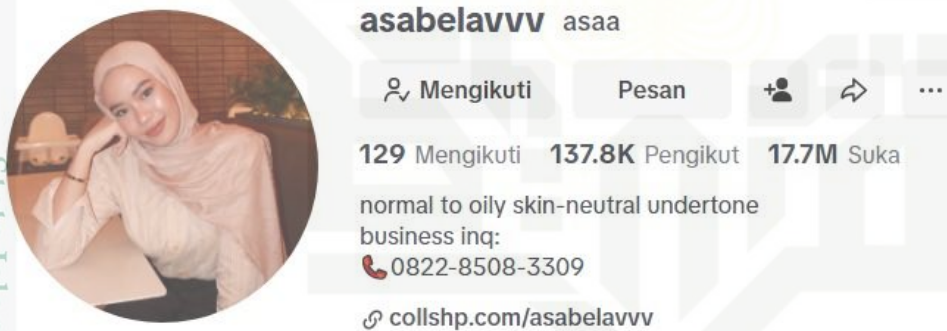 asabelavvv asaa
Mengikuti Pesan
129 Mengikuti 137.8K Pengikut 17.7M Suka
normal to oily skin-neutral undertone
business inq:
0822-8508-3309
collshp.com/asabelavvv